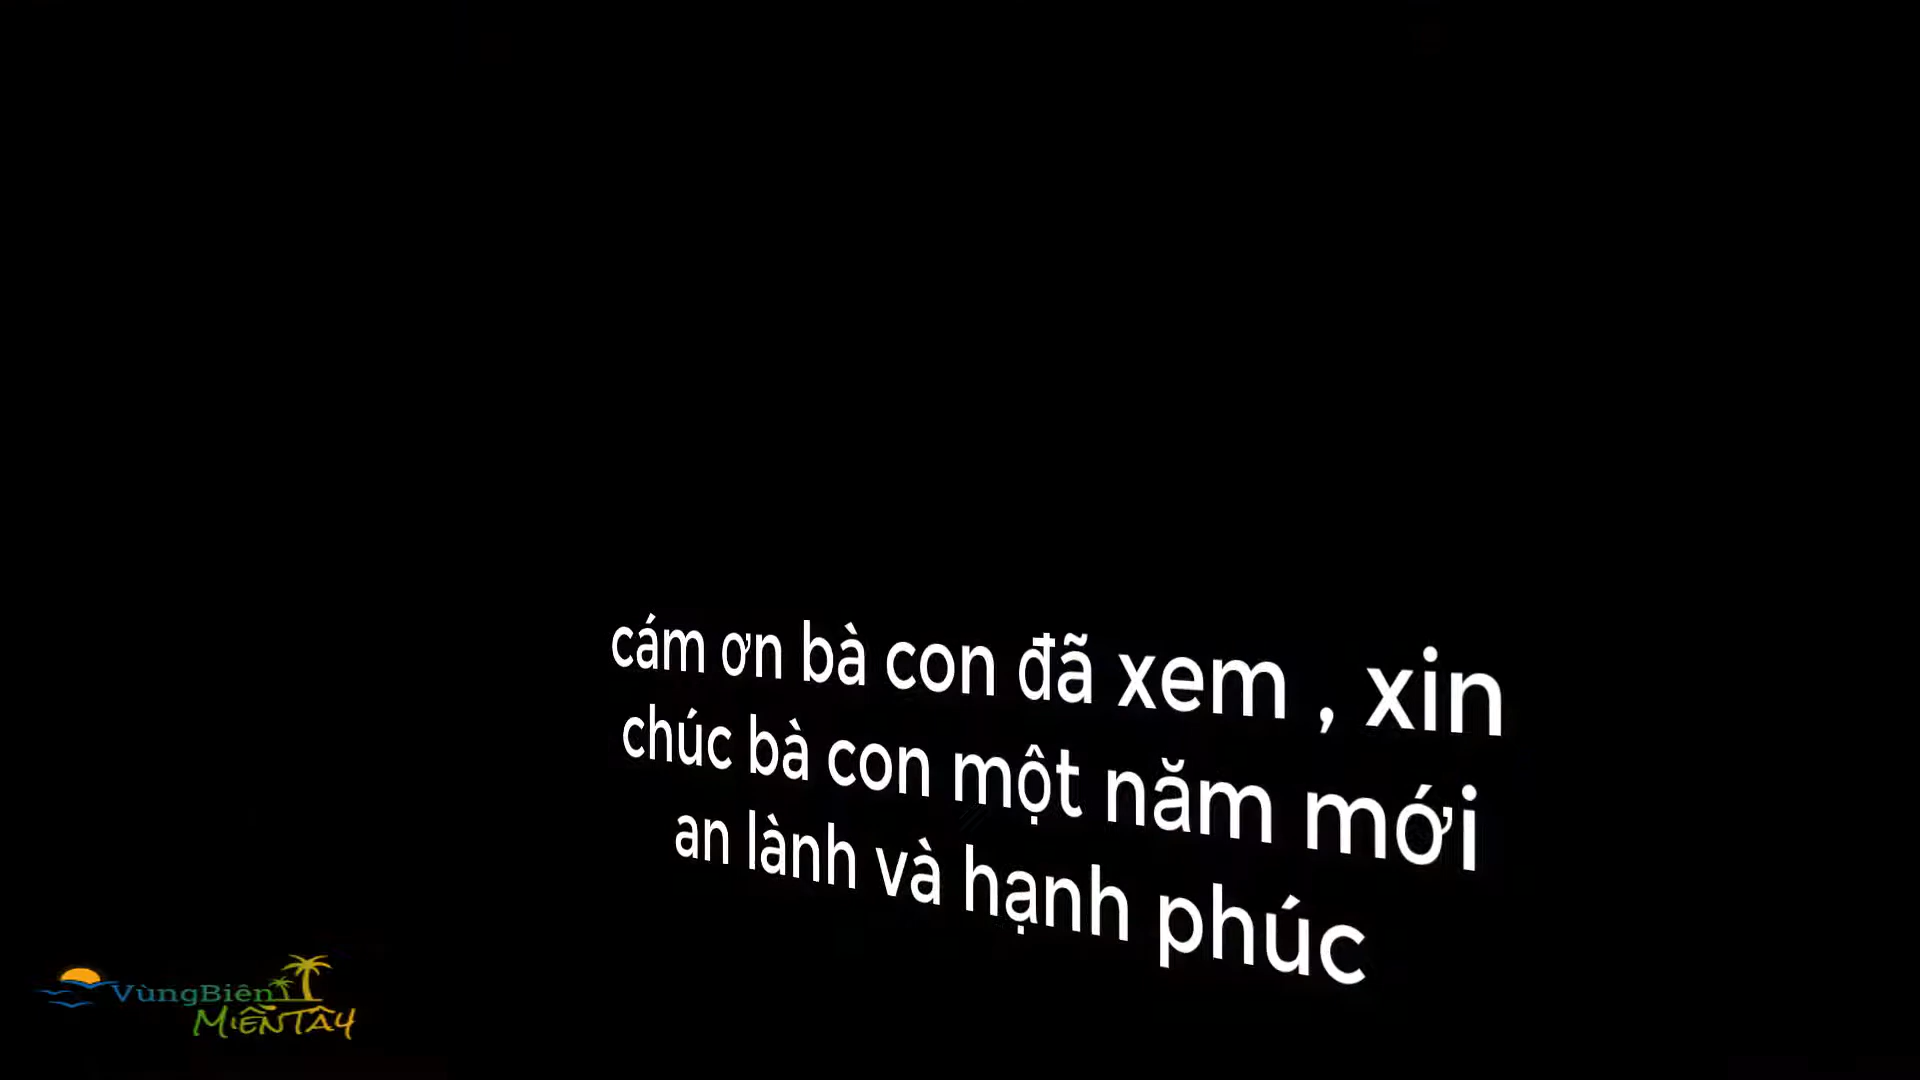 cám ơn bà con đã xem , xin
chúc bà con một năm mới
an lành và hạnh phúc
VùngBiên
MIỀNTÂY